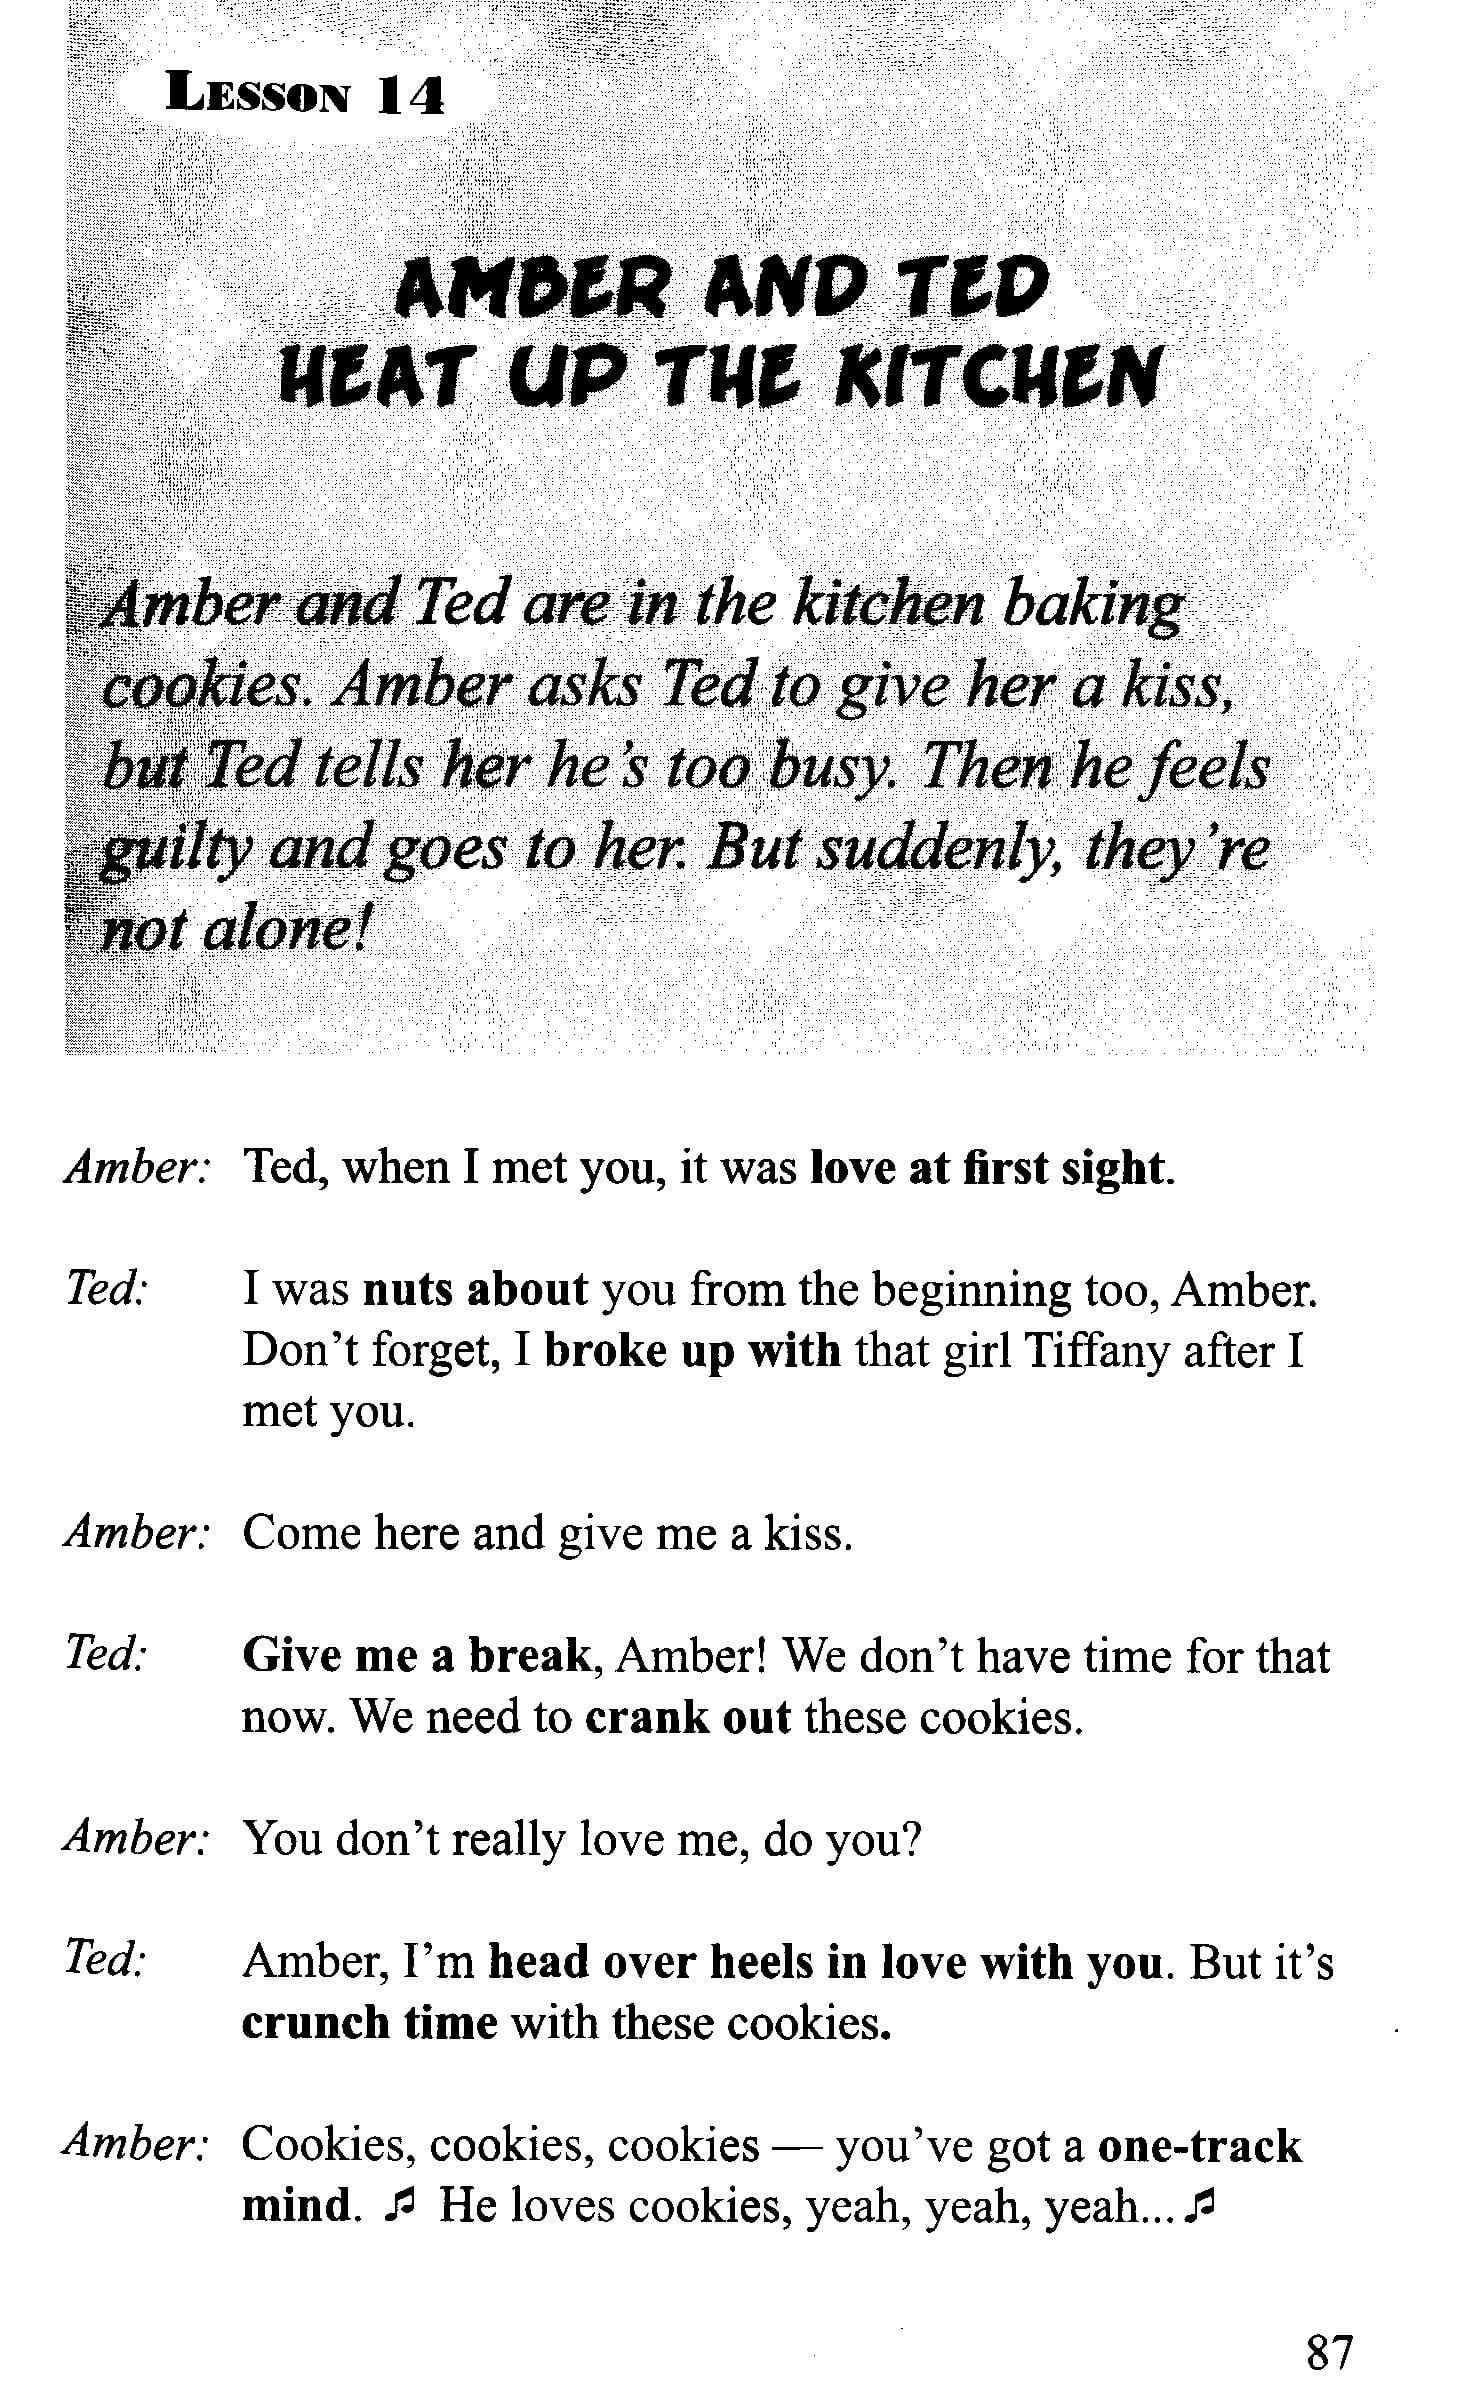 LESSON 14
AMBER AND TED
HEAT UP THE KITCHEN
Amber and Ted are in the kitchen baking
cookies. Amber asks Ted to give her a kiss,
but Ted tells her he's too busy. Then he feels
guilty and goes to her. But suddenly, they're
not alone!
Amber: Ted, when I met you, it was love at first sight.
Ted: I was nuts about you from the beginning too, Amber.
Don't forget, I broke up with that girl Tiffany after I
met you.
Amber: Come here and give me a kiss.
Ted: Give me a break, Amber! We don't have time for that
now. We need to crank out these cookies.
Amber: You don't really love me, do you?
Ted: Amber, I'm head over heels in love with you. But it's
crunch time with these cookies.
Amber: Cookies, cookies, cookies — you've got a one-track
mind. ♫ He loves cookies, yeah, yeah, yeah... ♫
87